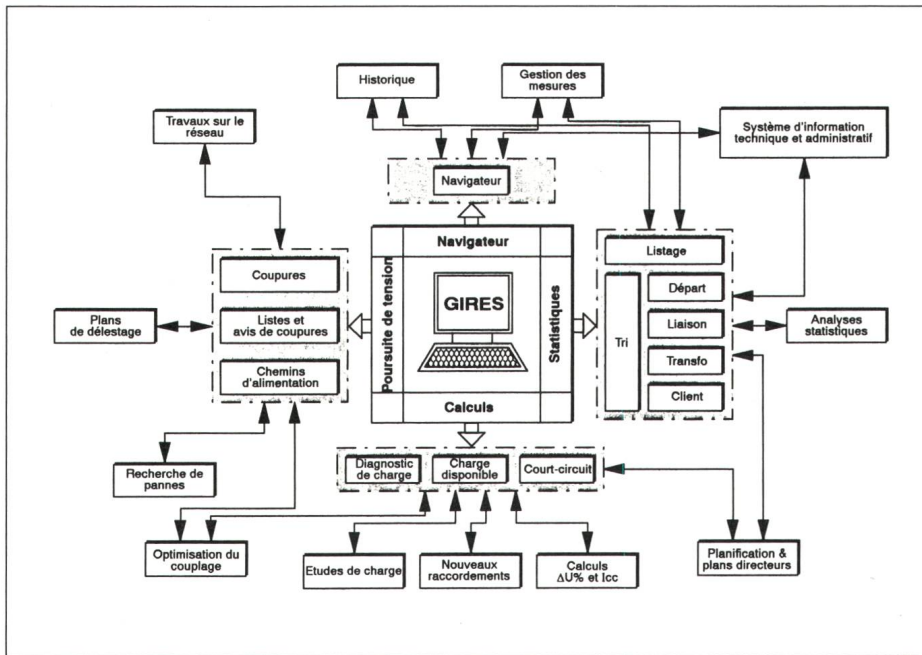 Historique
Gestion des
mesures
Travaux sur le
réseau
Système d'information
technique et administratif
Navigateur
Navigateur
Listage
Coupures
Poursuite de tension
GIRES
Statistiques
Tri
Départ
Plans
de délestage
Listes et
avis de coupures
Liaison
Analyses
statistiques
Transfo
Chemins
d'alimentation
Client
Calculs
Diagnostic
de charge
Charge
disponible
Court-circuit
Recherche de
pannes
Optimisation du
couplage
Etudes de charge
Nouveaux
raccordements
Calculs
ΔU% et Icc
Planification &
plans directeurs